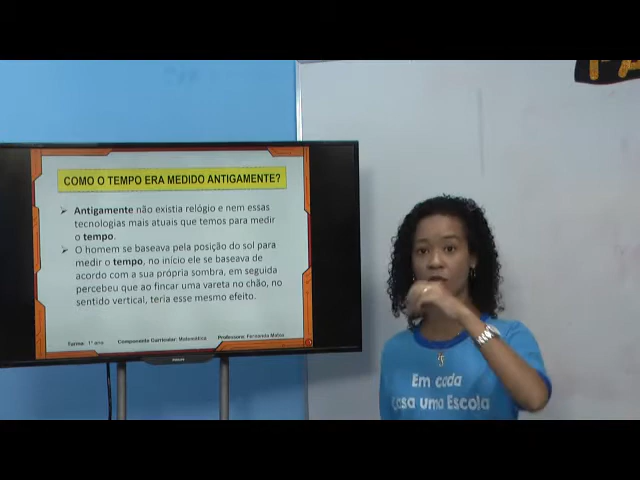 COMO O TEMPO ERA MEDIDO ANTIGAMENTE?
➢ Antigamente não existia relógio e nem essas
tecnologias mais atuais que temos para medir
o tempo.
➢ O homem se baseava pela posição do sol para
medir o tempo, no início ele se baseava de
acordo com a sua própria sombra, em seguida
percebeu que ao fincar uma vareta no chão, no
sentido vertical, teria esse mesmo efeito.
Turma: 1° ano Componente Curricular: Matemática Professora: Fernanda
PHILIPS
Em cada
casa uma Escola